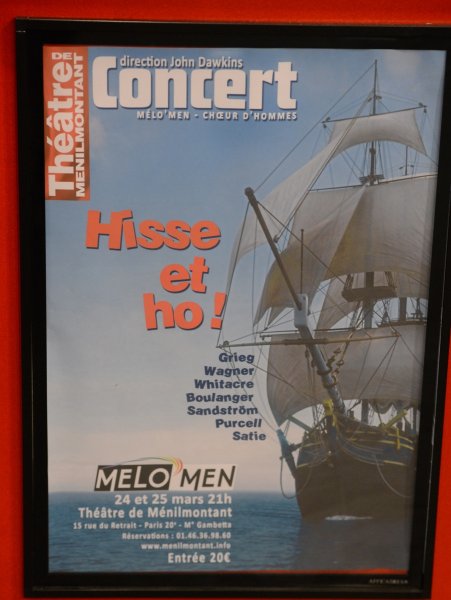 Théâtre DE
MENILMONTANT
direction John Dawkins
Concert
MÉLO'MEN - CHŒUR D'HOMMES
Hisse
et
ho !
Grieg
Wagner
Whitacre
Boulanger
Sandström
Purcell
Satie
MELO'MEN
24 et 25 mars 21h
Théâtre de Ménilmontant
15 rue du Retrait - Paris 20e - M° Gambetta
Réservations : 01.46.36.98.60
www.menilmontant.info
Entrée 20€